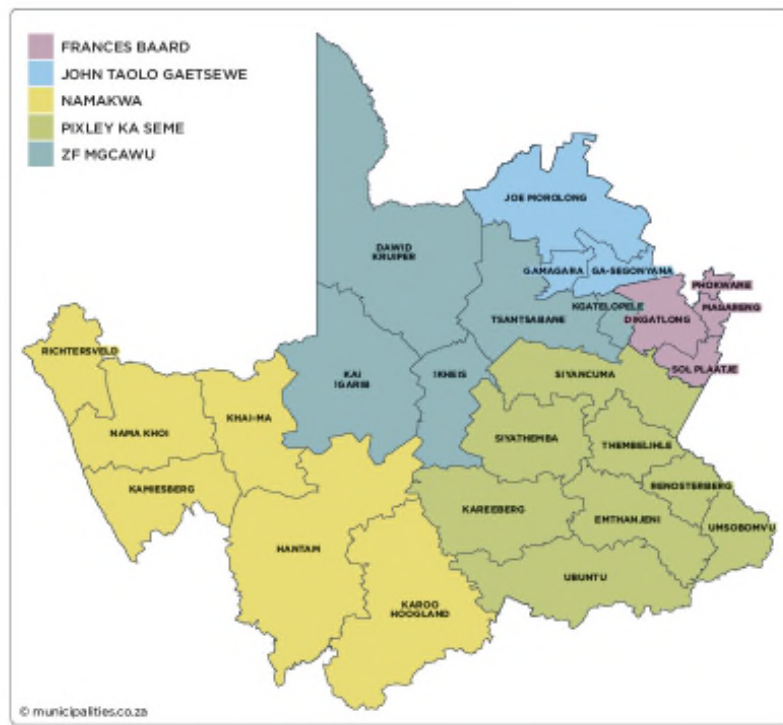 FRANCES BAARD
JOHN TAOLO GAETSEWE
NAMAKWA
PIXLEY KA SEME
ZF MGCAWU
JOE MOROLONG
DAWID
KRUIPER
GAMAGARA
GA-SEGONYANA
PHOKWANE
MAGARENG
KGATELOPELE
DIKGATLONG
TSANTSABANE
RICHTERSVELD
SOL PLAATJE
KAI
!GARIB
!KHEIS
SIYANCUMA
KHAI-MA
NAMA KHOI
SIYATHEMBA
THEMBELIHLE
KAMIESBERG
RENOSTERBERG
KAREEBERG
EMTHANJENI
UMSOBOMVU
HANTAM
UBUNTU
KAROO
HOOGLAND
© municipalities.co.za